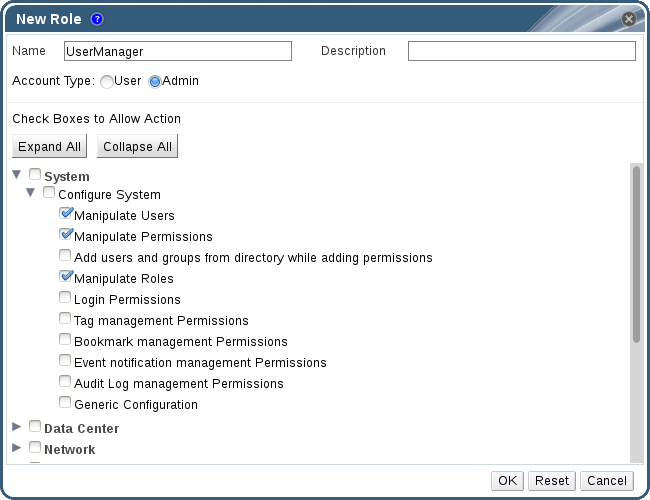 New Role ?
Name UserManager Description
Account Type: User Admin
Check Boxes to Allow Action
Expand All Collapse All
System
Configure System
Manipulate Users
Manipulate Permissions
Add users and groups from directory while adding permissions
Manipulate Roles
Login Permissions
Tag management Permissions
Bookmark management Permissions
Event notification management Permissions
Audit Log management Permissions
Generic Configuration
Data Center
Network
OK Reset Cancel